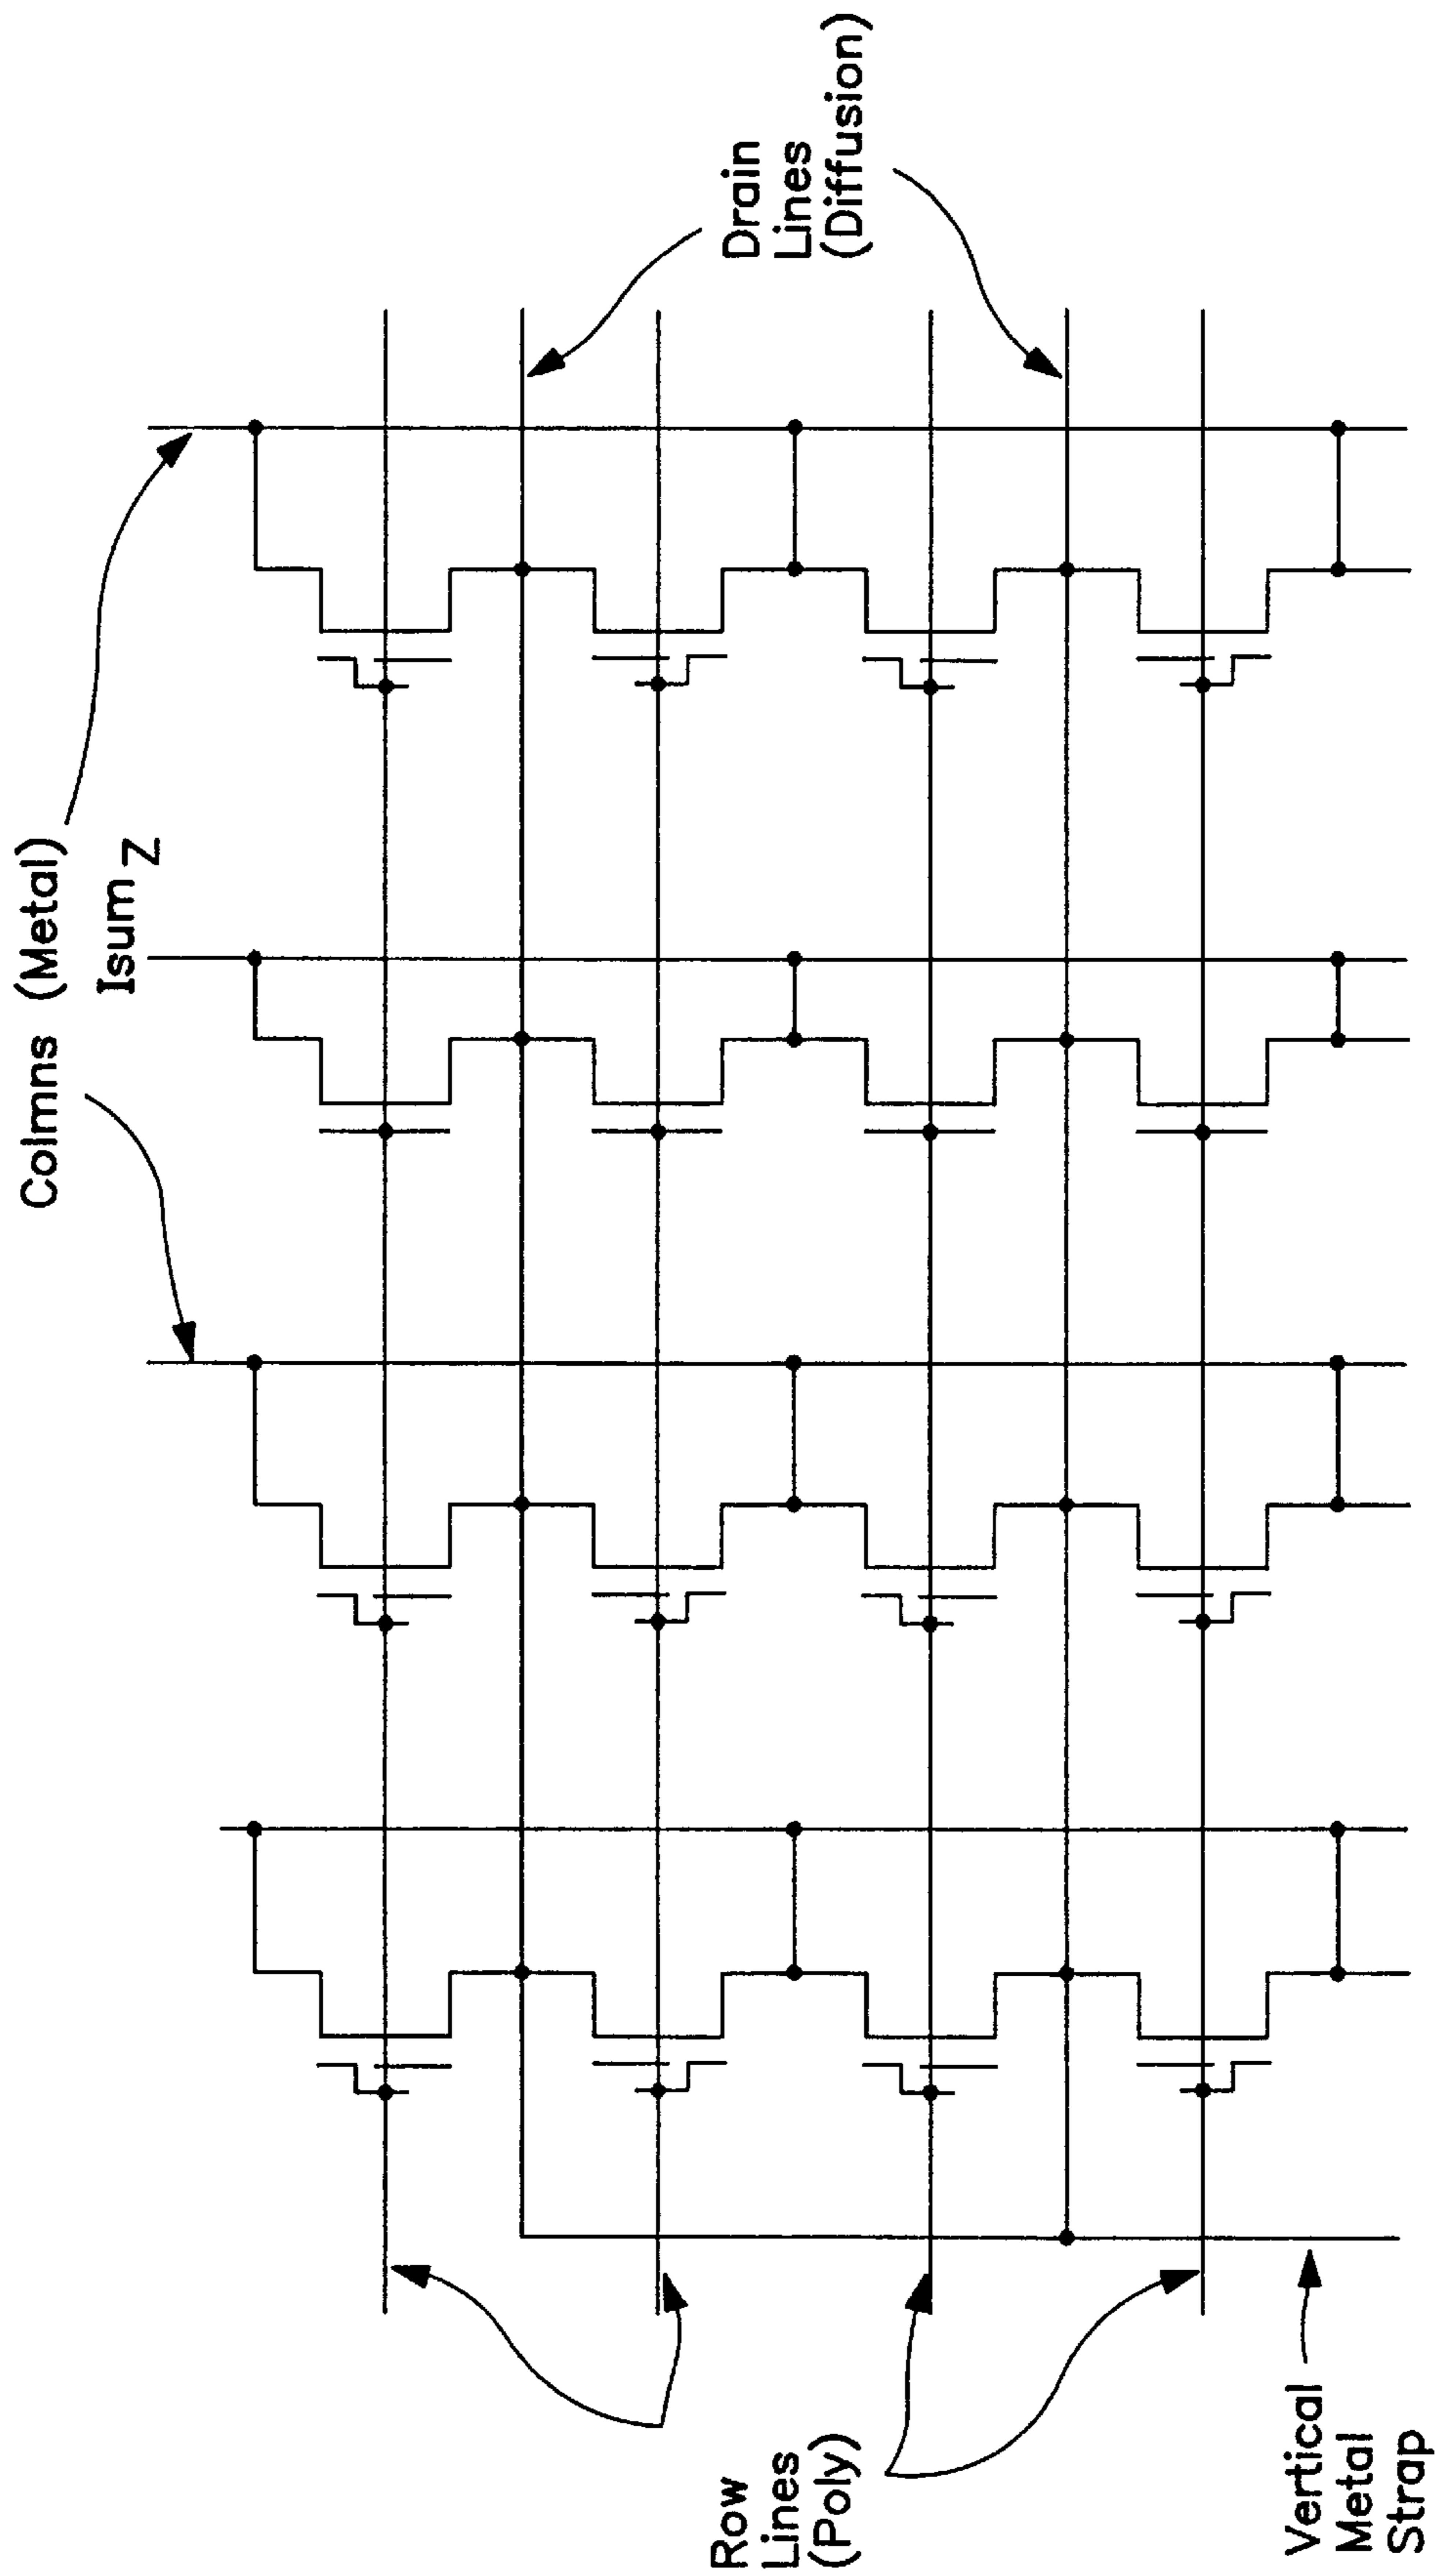 Colmns (Metal)
Isum Z
Drain
Lines
(Diffusion)
Row
Lines
(Poly)
Vertical
Metal
Strap